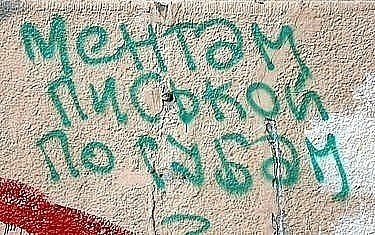 Ментам
писькой
по губам